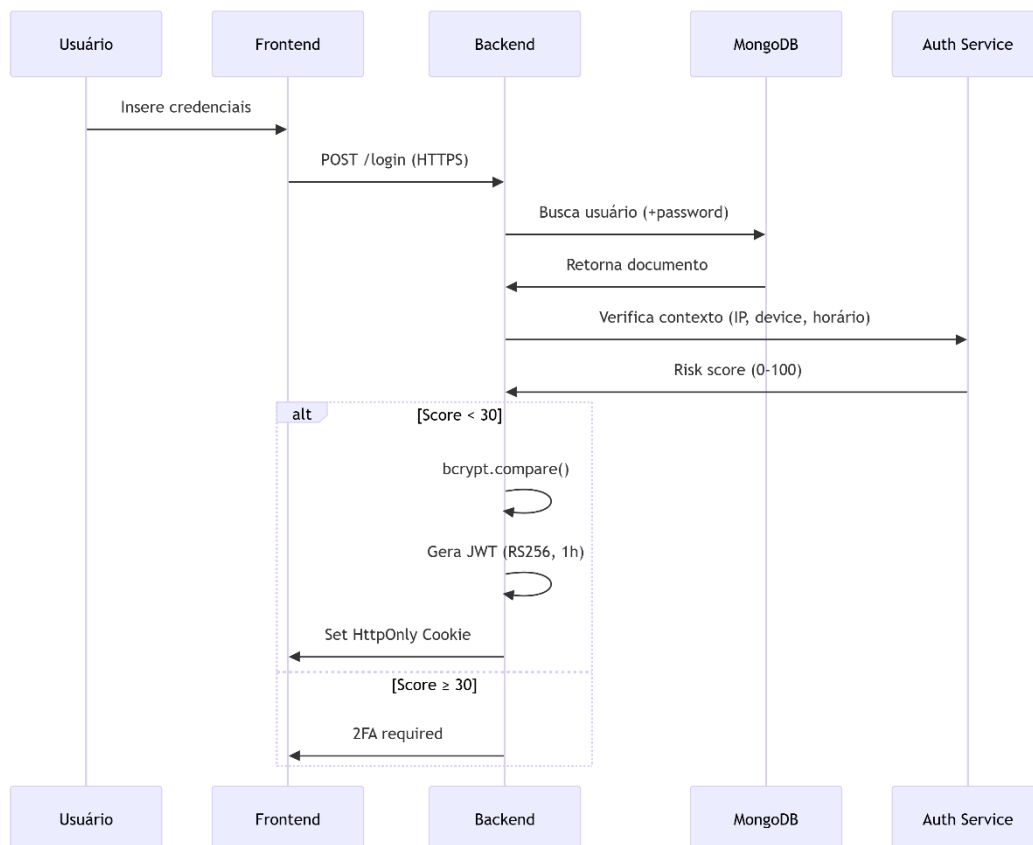 Usuário
Frontend
Backend
MongoDB
Auth Service
Insere credenciais
POST /login (HTTPS)
Busca usuário (+password)
Retorna documento
Verifica contexto (IP, device, horário)
Risk score (0-100)
alt
[Score < 30]
bcrypt.compare()
Gera JWT (RS256, 1h)
Set HttpOnly Cookie
[Score ≥ 30]
2FA required
Usuário
Frontend
Backend
MongoDB
Auth Service